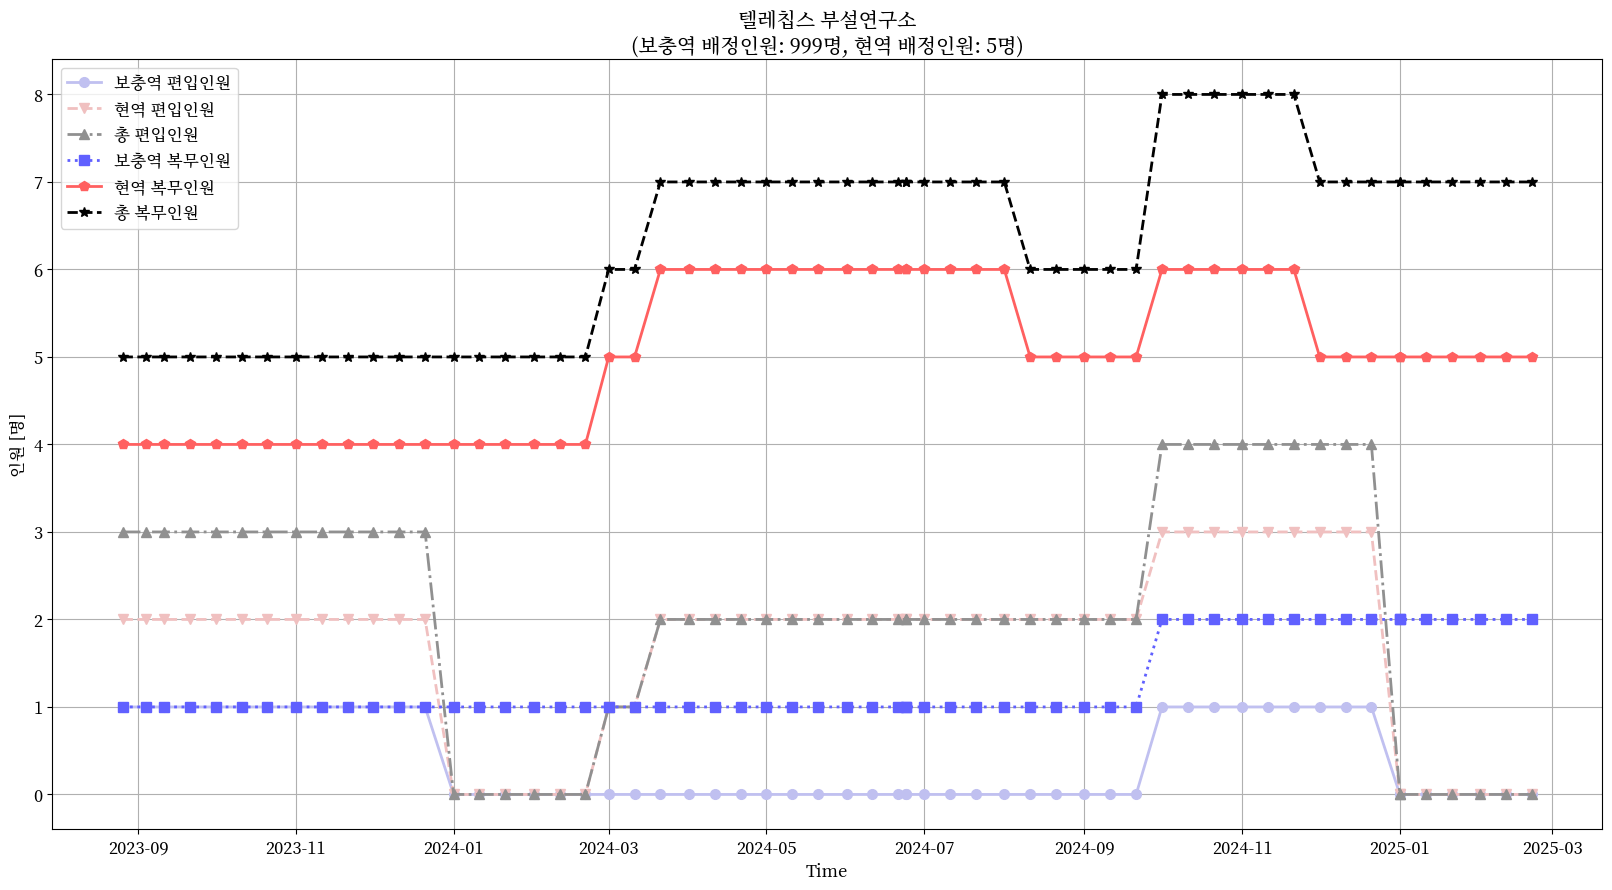 텔레칩스 부설연구소
(보충역 배정인원: 999명, 현역 배정인원: 5명)
보충역 편입인원
현역 편입인원
총 편입인원
보충역 복무인원
현역 복무인원
총 복무인원
인원 [명]
8
7
6
5
4
3
2
1
0
2023-09
2023-11
2024-01
2024-03
2024-05
2024-07
2024-09
2024-11
2025-01
2025-03
Time